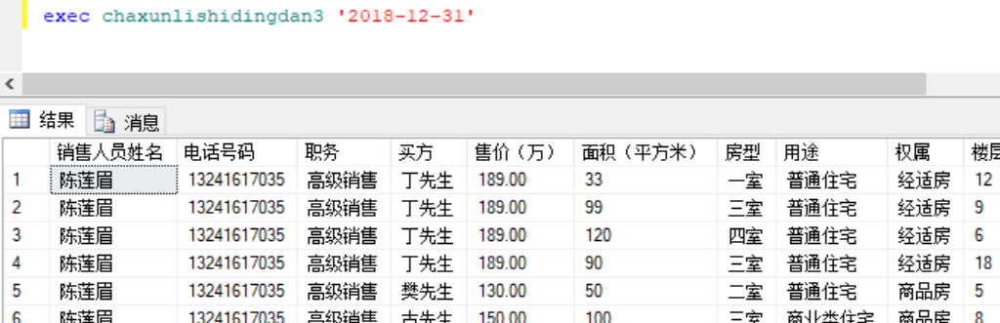 exec chaxunlishidingdan3 '2018-12-31'
结果 消息
销售人员姓名 电话号码 职务 买方 售价（万） 面积（平方米） 房型 用途 权属 楼层
1 陈莲眉 13241617035 高级销售 丁先生 189.00 33 一室 普通住宅 经适房 12
2 陈莲眉 13241617035 高级销售 丁先生 189.00 99 三室 普通住宅 经适房 9
3 陈莲眉 13241617035 高级销售 丁先生 189.00 120 四室 普通住宅 经适房 6
4 陈莲眉 13241617035 高级销售 丁先生 189.00 90 三室 普通住宅 经适房 18
5 陈莲眉 13241617035 高级销售 樊先生 130.00 50 二室 普通住宅 商品房 5
6 陈莲眉 13241617035 高级销售 古先生 150.00 100 三室 商业类住宅 商品房 8